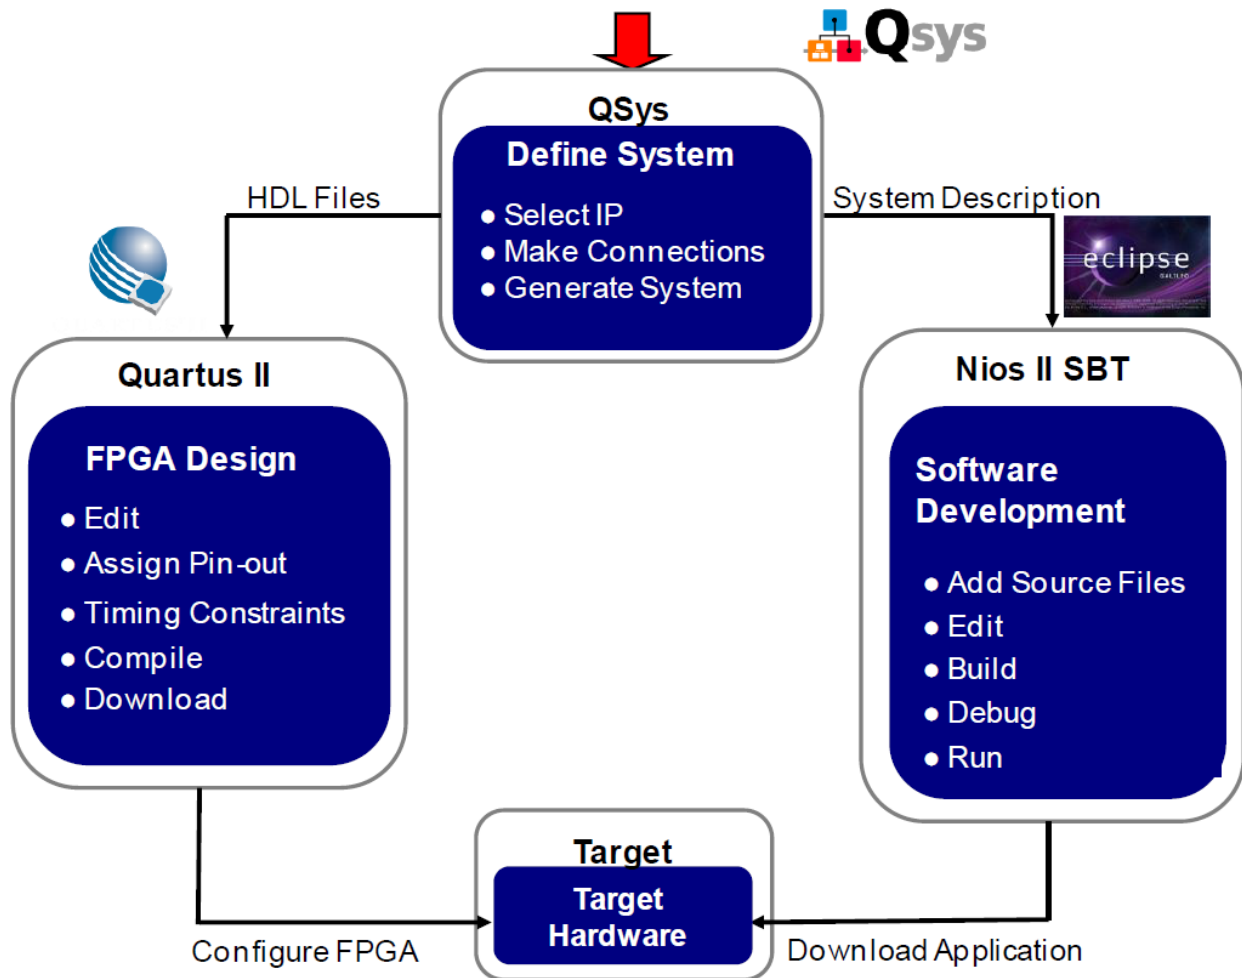 Qsys
QSys
Define System
● Select IP
● Make Connections
● Generate System
HDL Files
System Description
eclipse
Quartus II
FPGA Design
● Edit
● Assign Pin-out
● Timing Constraints
● Compile
● Download
Nios II SBT
Software
Development
● Add Source Files
● Edit
● Build
● Debug
● Run
Target
Target
Hardware
Configure FPGA
Download Application